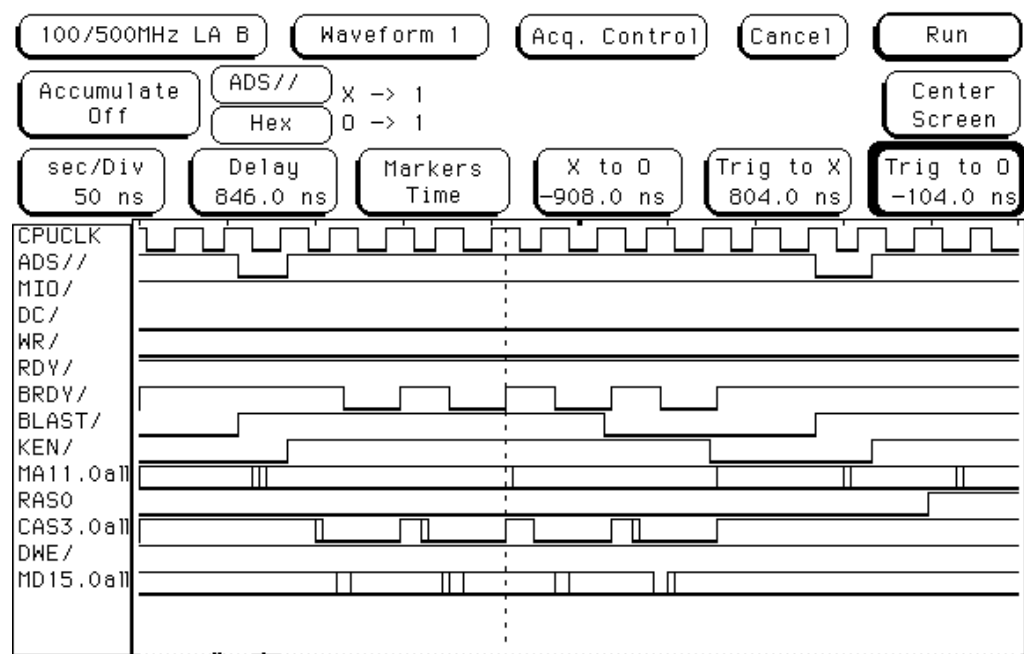 100/500MHz LA B Waveform 1 Acq. Control Cancel Run
Accumulate Off ADS// X -> 1 Center Screen
Hex O -> 1
sec/Div Delay Markers X to O Trig to X Trig to O
50 ns 846.0 ns Time -908.0 ns 804.0 ns -104.0 ns
CPUCLK
ADS//
MIO/
DC/
WR/
RDY/
BRDY/
BLAST/
KEN/
MA11.0all
RAS0
CAS3.0all
DWE/
MD15.0all